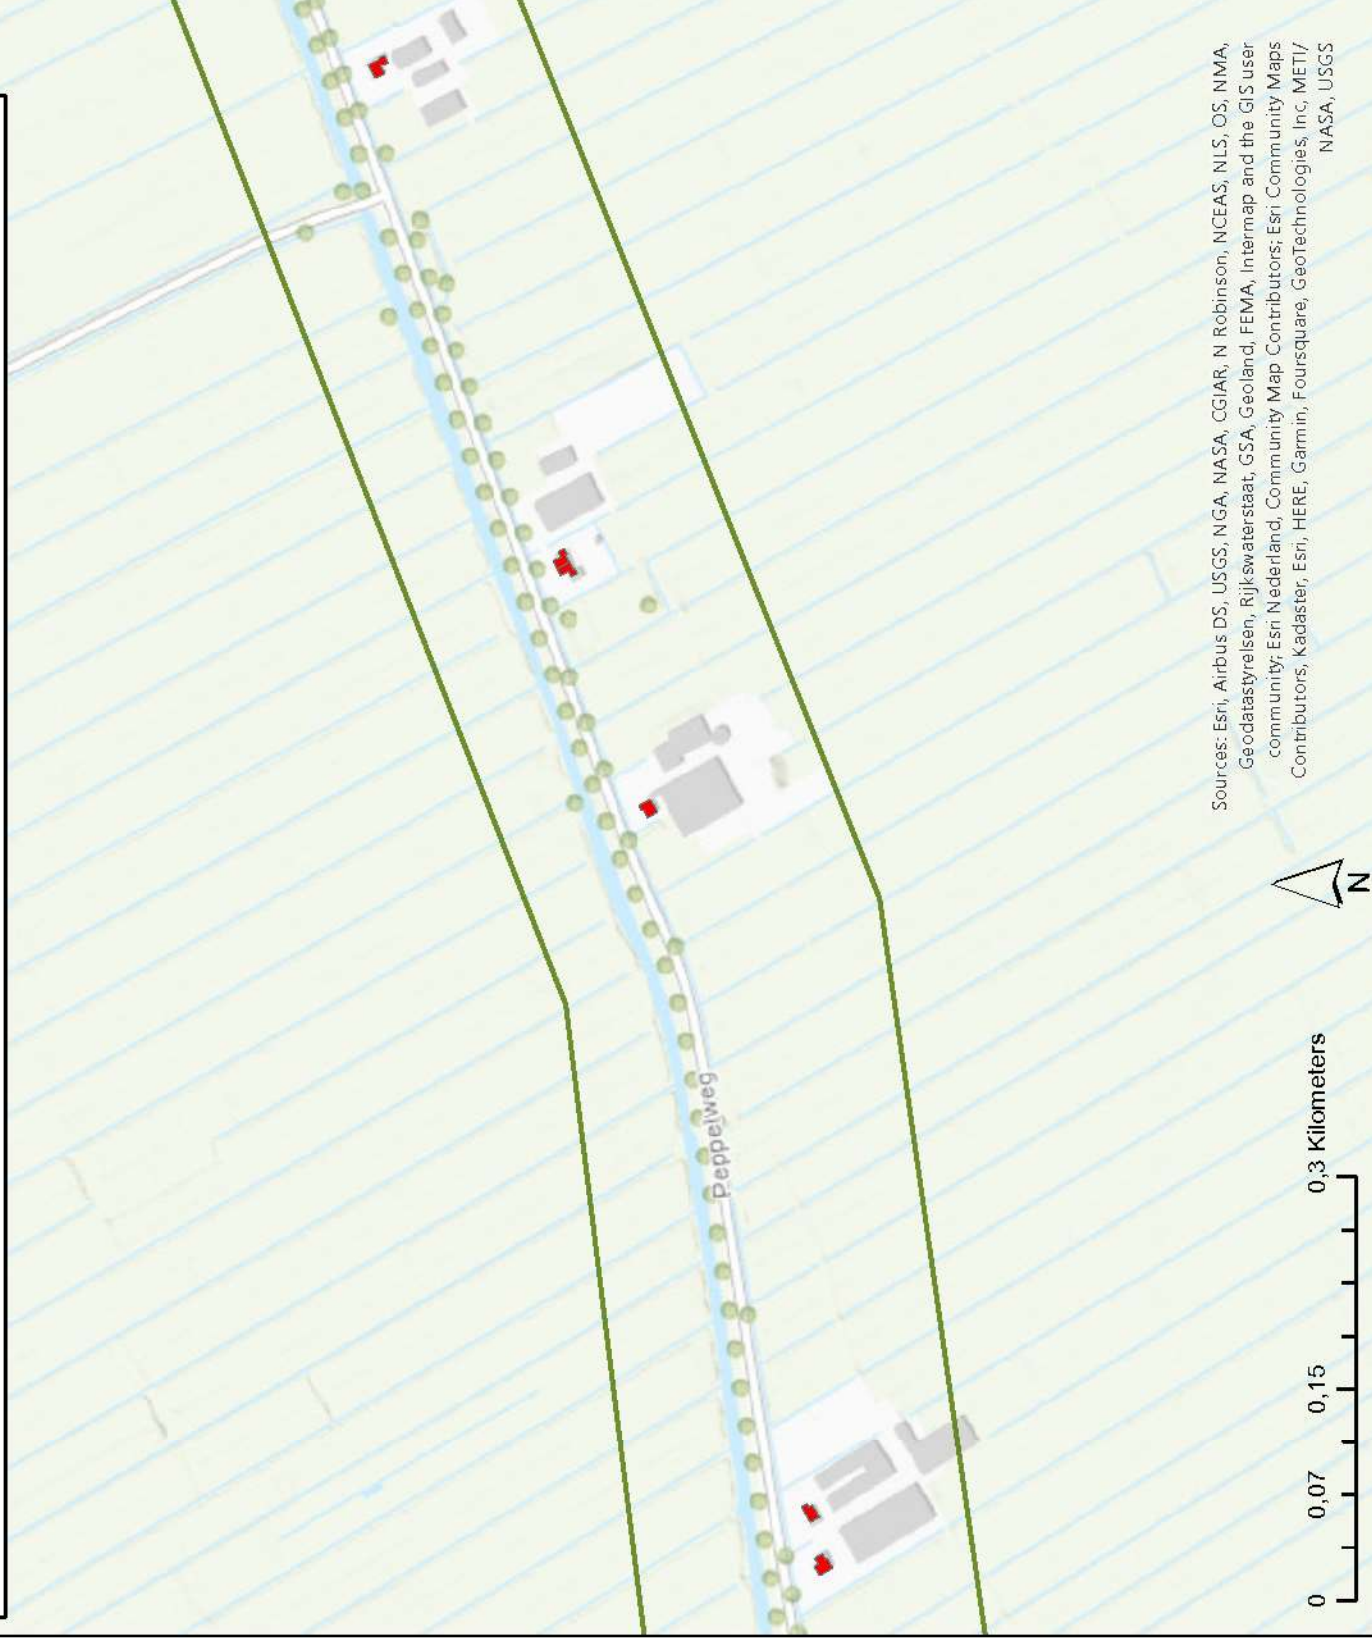 Peppelweg
Sources: Esri, Airbus DS, USGS, NGA, NASA, CGIAR, N Robinson, NCEAS, NLS, OS, NMA,
Geodatastyrelsen, Rijkswaterstaat, GSA, Geoland, FEMA, Intermap and the GIS user
community; Esri Nederland, Community Map Contributors; Esri Community Maps
Contributors, Kadaster, Esri, HERE, Garmin, Foursquare, GeoTechnologies, Inc, METI/
NASA, USGS
N
0 0,07 0,15 0,3 Kilometers